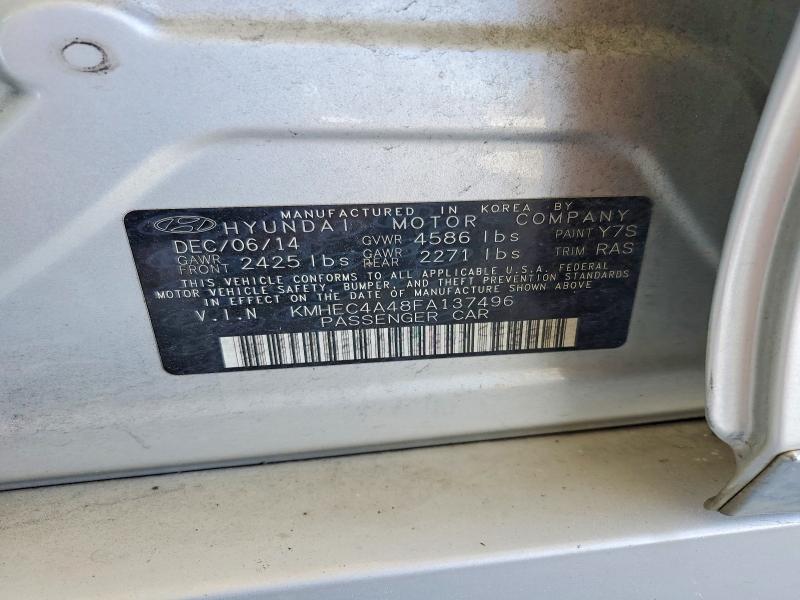 MANUFACTURED IN KOREA BY
HYUNDAI MOTOR COMPANY
DEC/06/14 GVWR 4586 lbs PAINT Y7S
GAWR FRONT 2425 lbs GAWR REAR 2271 lbs TRIM RAS
THIS VEHICLE CONFORMS TO ALL APPLICABLE U.S.A. FEDERAL
MOTOR VEHICLE SAFETY, BUMPER, AND THEFT PREVENTION
STANDARDS IN EFFECT ON THE DATE OF MANUFACTURE SHOWN ABOVE
V.I.N KMHEC4A48FA137496
PASSENGER CAR